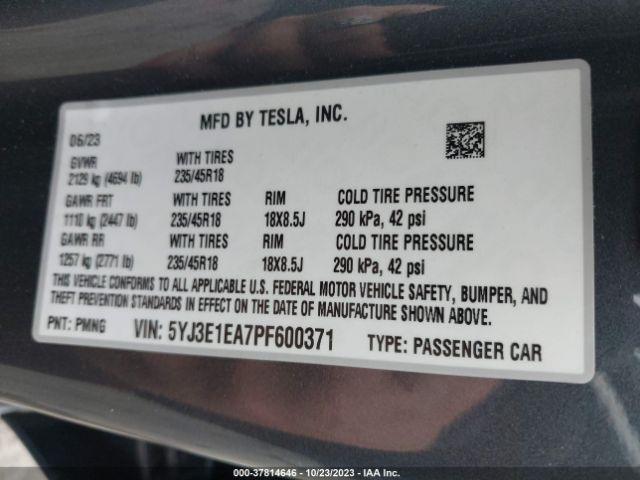 MFD BY TESLA, INC.
06/23
GVWR WITH TIRES
2129 kg (4694 lb) 235/45R18
GAWR FRT WITH TIRES RIM COLD TIRE PRESSURE
1110 kg (2447 lb) 235/45R18 18X8.5J 290 kPa, 42 psi
GAWR RR WITH TIRES RIM COLD TIRE PRESSURE
1257 kg (2771 lb) 235/45R18 18X8.5J 290 kPa, 42 psi
THIS VEHICLE CONFORMS TO ALL APPLICABLE U.S. FEDERAL MOTOR VEHICLE SAFETY, BUMPER, AND
THEFT PREVENTION STANDARDS IN EFFECT ON THE DATE OF MANUFACTURE SHOWN ABOVE.
PNT: PMNG VIN: 5YJ3E1EA7PF600371 TYPE: PASSENGER CAR
000-37814646 - 10/23/2023 - IAA Inc.